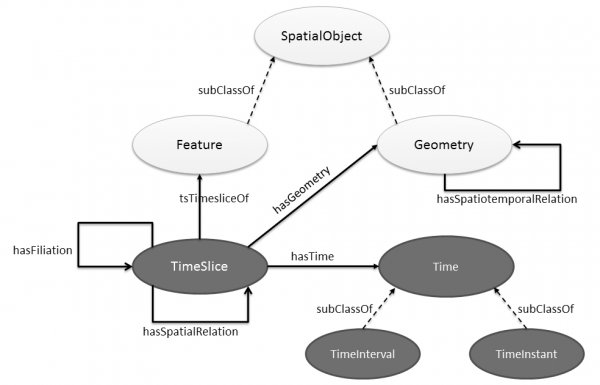 SpatialObject
subClassOf
subClassOf
Feature
Geometry
tsTimesliceOf
hasGeometry
hasSpatiotemporalRelation
hasFiliation
TimeSlice
hasTime
Time
hasSpatialRelation
subClassOf
subClassOf
TimeInterval
TimeInstant